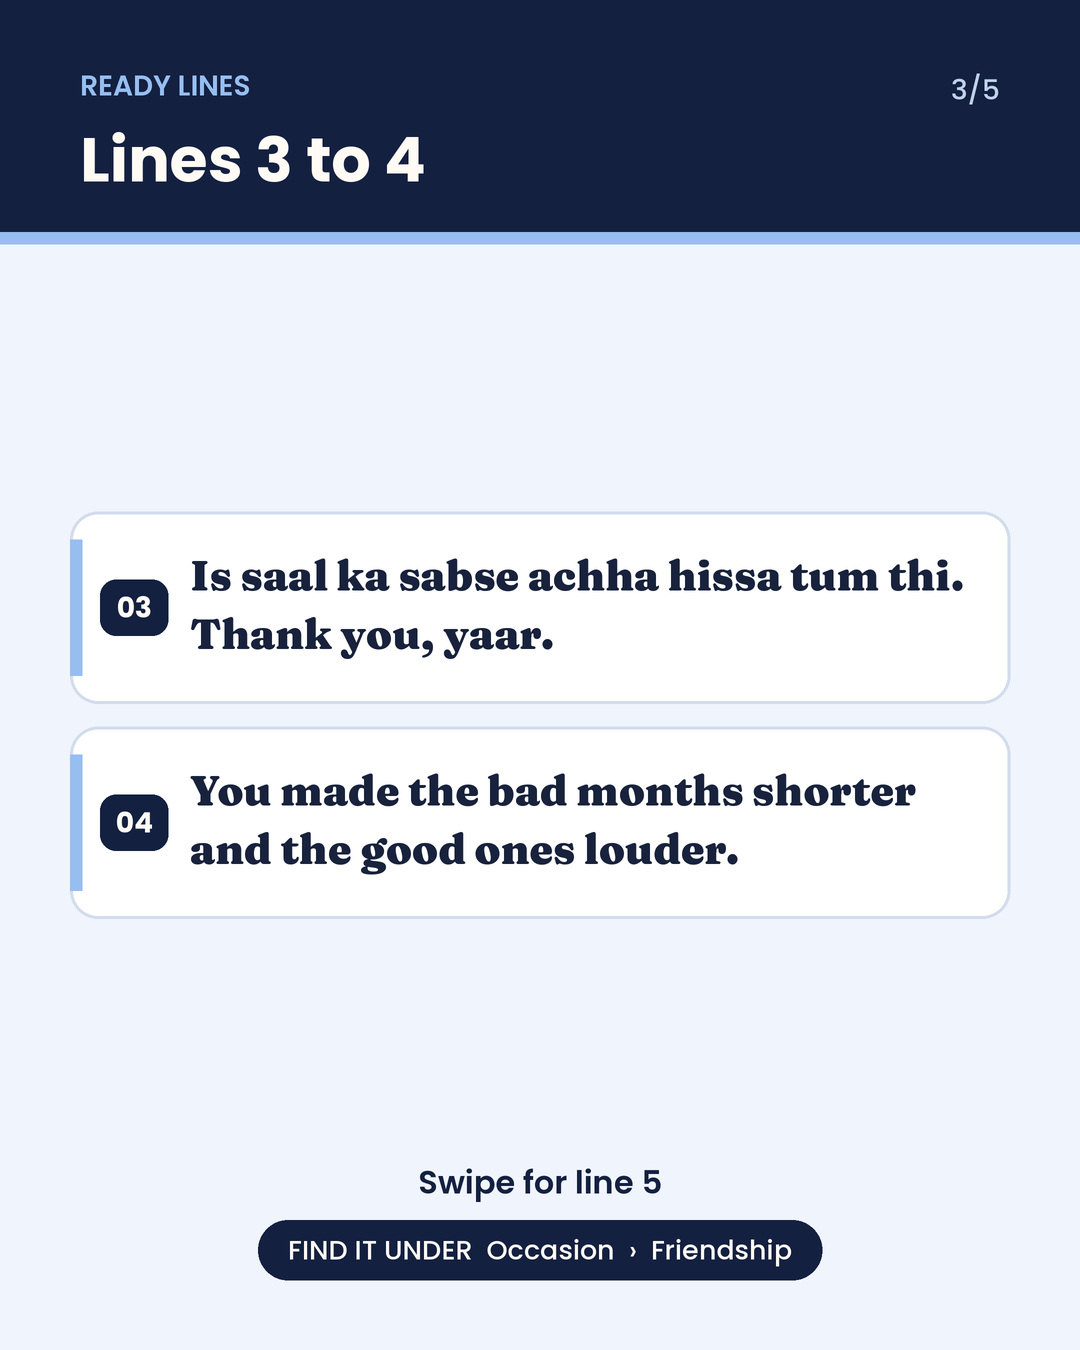 READY LINES
3/5
Lines 3 to 4
03
Is saal ka sabse achha hissa tum thi.
Thank you, yaar.
04
You made the bad months shorter
and the good ones louder.
Swipe for line 5
FIND IT UNDER Occasion › Friendship